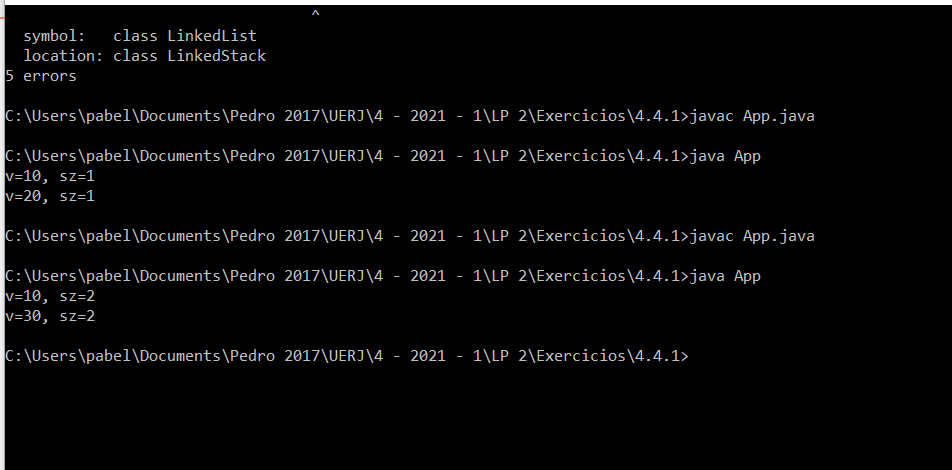 ^
symbol:   class LinkedList
location: class LinkedStack
5 errors
C:\Users\pabel\Documents\Pedro 2017\UERJ\4 - 2021 - 1\LP 2\Exercicios\4.4.1>javac App.java
C:\Users\pabel\Documents\Pedro 2017\UERJ\4 - 2021 - 1\LP 2\Exercicios\4.4.1>java App
v=10, sz=1
v=20, sz=1
C:\Users\pabel\Documents\Pedro 2017\UERJ\4 - 2021 - 1\LP 2\Exercicios\4.4.1>javac App.java
C:\Users\pabel\Documents\Pedro 2017\UERJ\4 - 2021 - 1\LP 2\Exercicios\4.4.1>java App
v=10, sz=2
v=30, sz=2
C:\Users\pabel\Documents\Pedro 2017\UERJ\4 - 2021 - 1\LP 2\Exercicios\4.4.1>